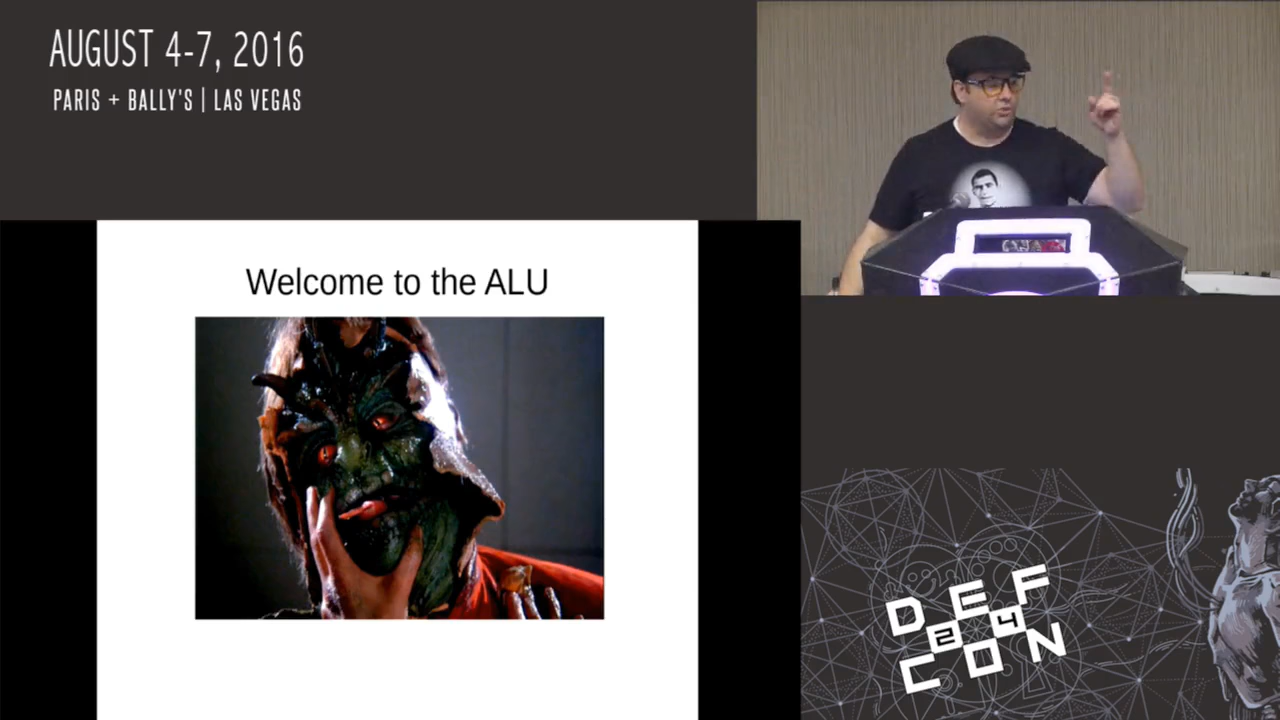 AUGUST 4-7, 2016
PARIS + BALLY'S | LAS VEGAS
Welcome to the ALU
DEF
24
CON